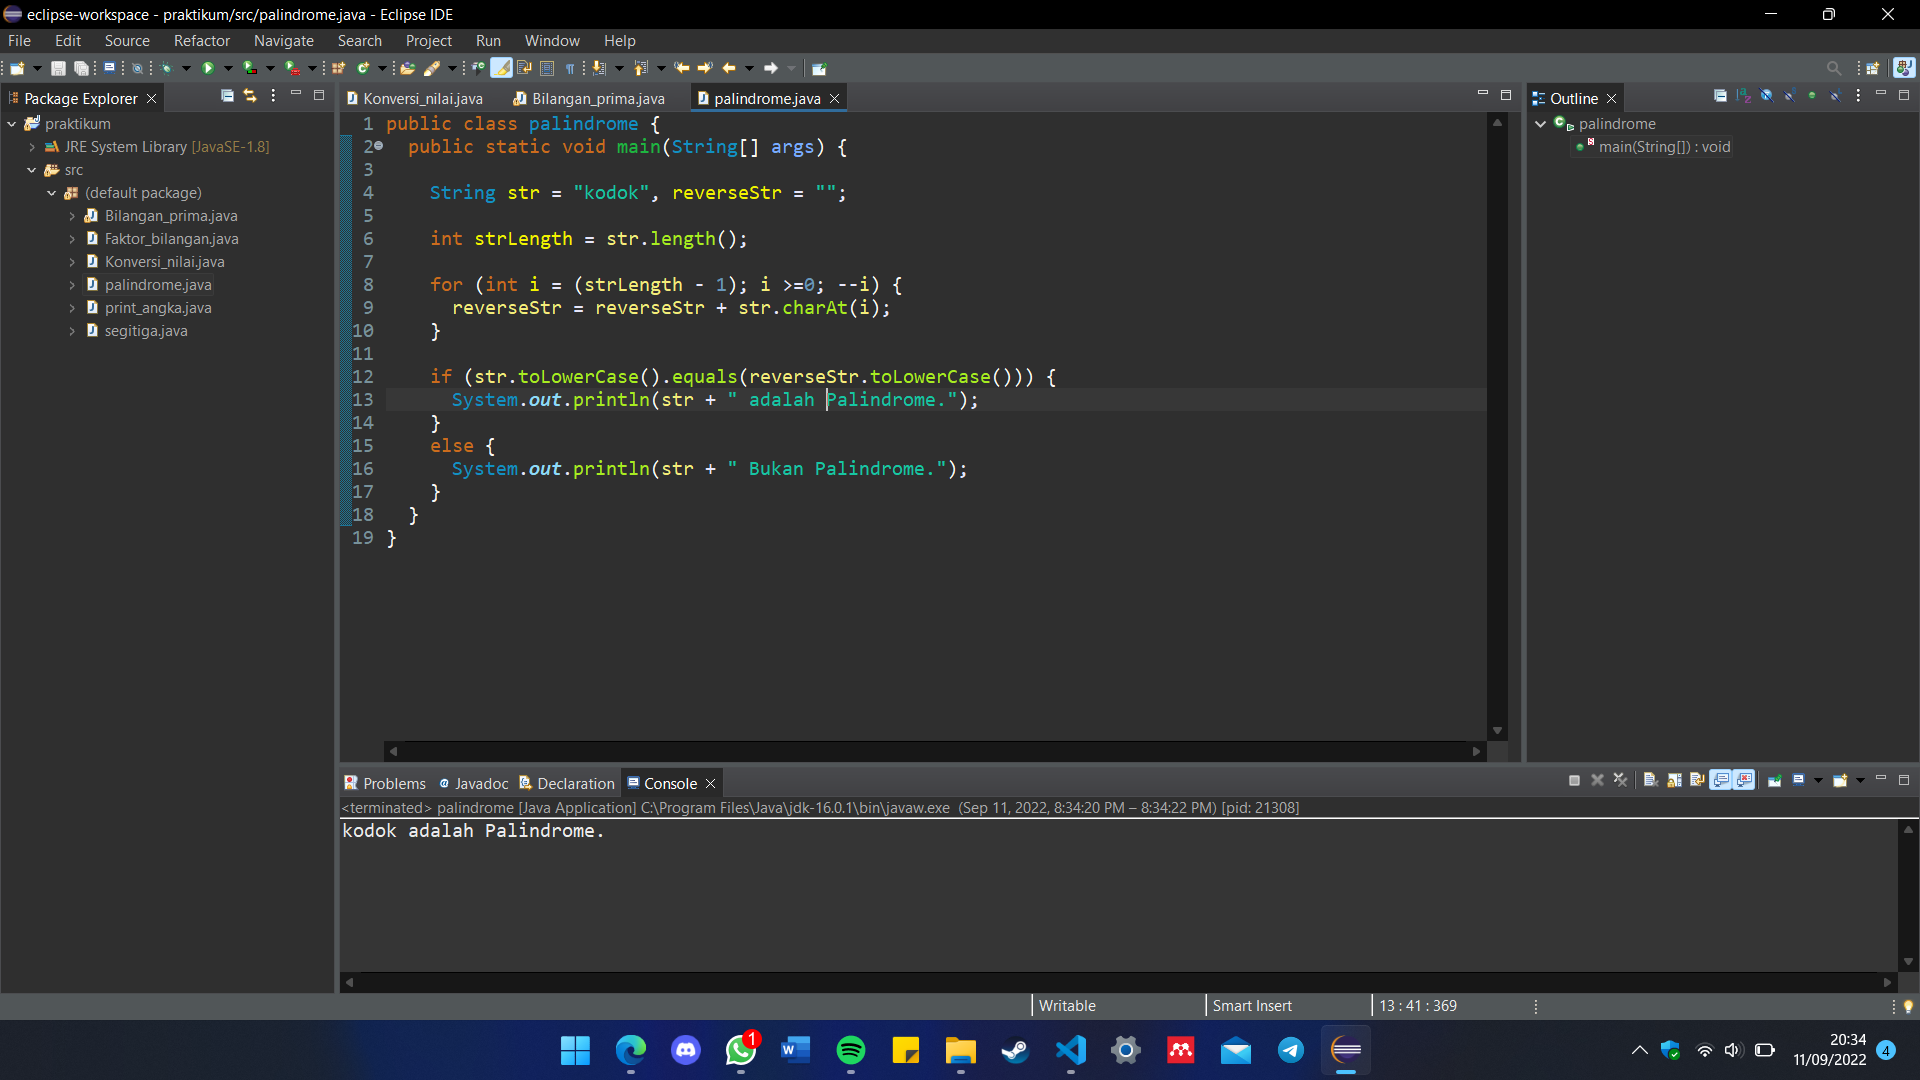 eclipse-workspace - praktikum/src/palindrome.java - Eclipse IDE
File Edit Source Refactor Navigate Search Project Run Window Help
Package Explorer
praktikum
JRE System Library [JavaSE-1.8]
src
(default package)
Bilangan_prima.java
Faktor_bilangan.java
Konversi_nilai.java
palindrome.java
print_angka.java
segitiga.java
Konversi_nilai.java Bilangan_prima.java palindrome.java
1 public class palindrome {
2 public static void main(String[] args) {
3
4 String str = "kodok", reverseStr = "";
5
6 int strLength = str.length();
7
8 for (int i = (strLength - 1); i >=0; --i) {
9 reverseStr = reverseStr + str.charAt(i);
10 }
11
12 if (str.toLowerCase().equals(reverseStr.toLowerCase())) {
13 System.out.println(str + " adalah Palindrome.");
14 }
15 else {
16 System.out.println(str + " Bukan Palindrome.");
17 }
18 }
19 }
Outline
palindrome
main(String[]) : void
Problems Javadoc Declaration Console
<terminated> palindrome [Java Application] C:\Program Files\Java\jdk-16.0.1\bin\javaw.exe (Sep 11, 2022, 8:34:20 PM – 8:34:22 PM) [pid: 21308]
kodok adalah Palindrome.
Writable Smart Insert 13 : 41 : 369
1
20:34
11/09/2022
4